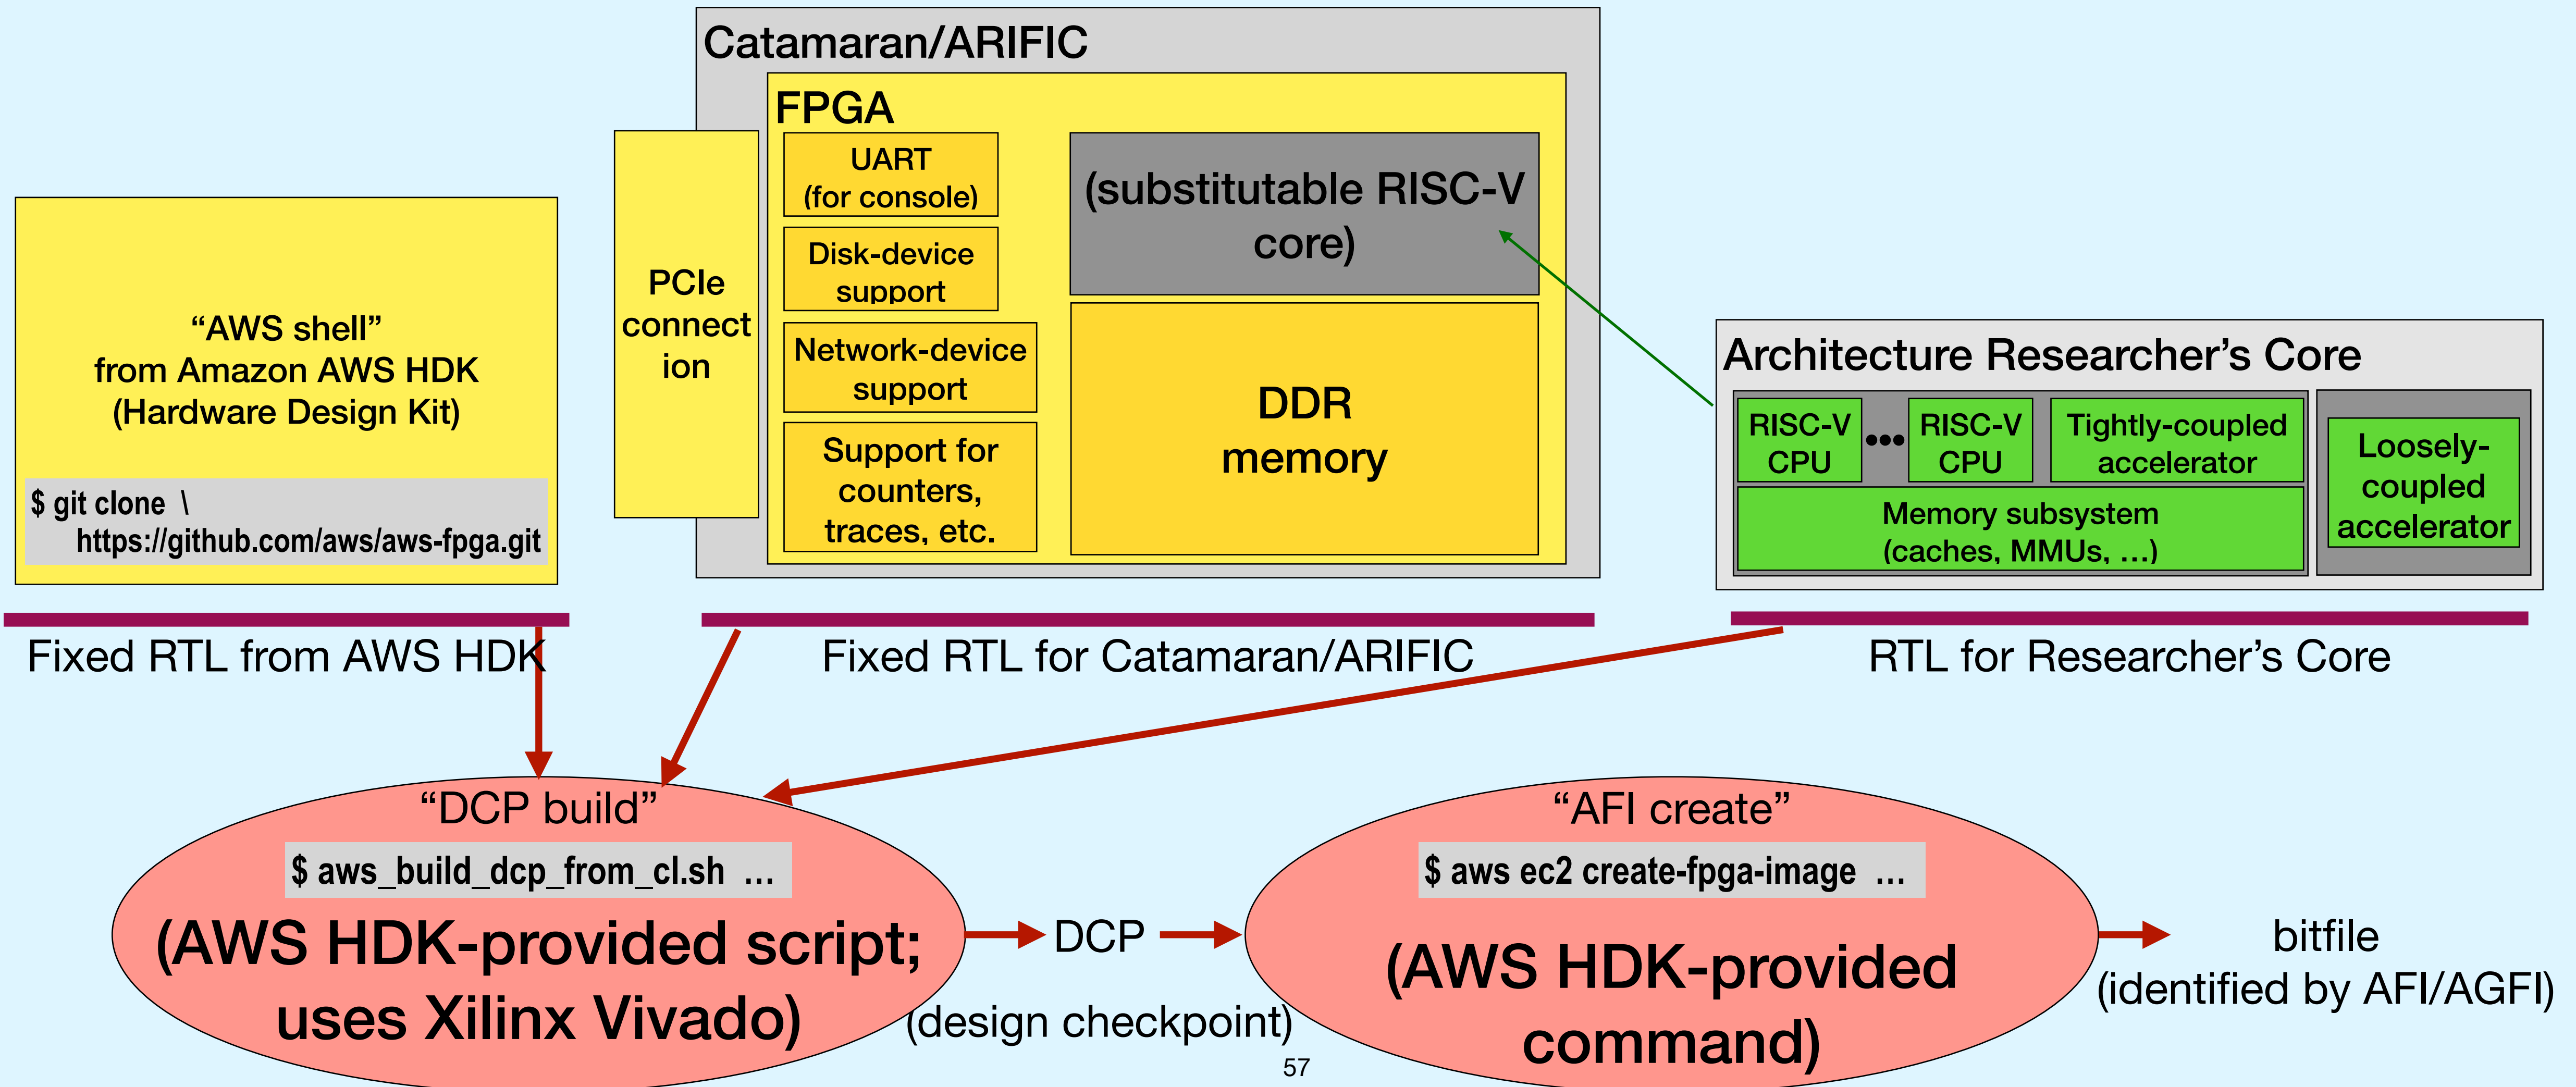 Catamaran/ARIFIC
FPGA
UART
(for console)
Disk-device
support
Network-device
support
Support for
counters,
traces, etc.
(substitutable RISC-V
core)
DDR
memory
PCIe
connect
ion
“AWS shell”
from Amazon AWS HDK
(Hardware Design Kit)
$ git clone \
https://github.com/aws/aws-fpga.git
Architecture Researcher’s Core
RISC-V
CPU
•••
RISC-V
CPU
Tightly-coupled
accelerator
Memory subsystem
(caches, MMUs, …)
Loosely-
coupled
accelerator
Fixed RTL from AWS HDK
Fixed RTL for Catamaran/ARIFIC
RTL for Researcher’s Core
“DCP build”
$ aws_build_dcp_from_cl.sh …
(AWS HDK-provided script;
uses Xilinx Vivado)
DCP
(design checkpoint)
“AFI create”
$ aws ec2 create-fpga-image …
(AWS HDK-provided
command)
bitfile
(identified by AFI/AGFI)
57